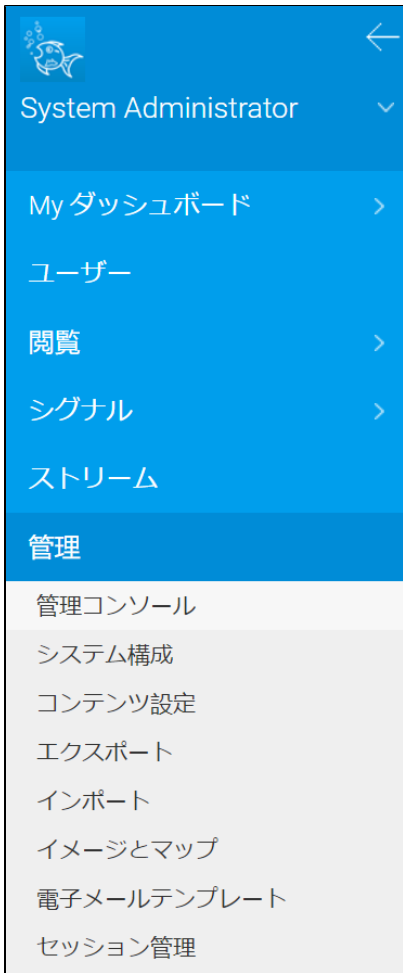 System Administrator
My ダッシュボード
ユーザー
閲覧
シグナル
ストリーム
管理
管理コンソール
システム構成
コンテンツ設定
エクスポート
インポート
イメージとマップ
電子メールテンプレート
セッション管理